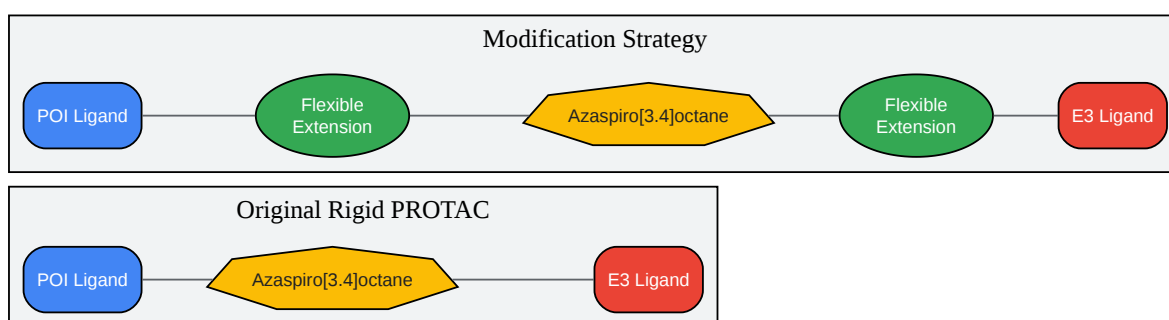 Modification Strategy
POI Ligand
Flexible
Extension
Azaspiro[3.4]octane
Flexible
Extension
E3 Ligand
Original Rigid PROTAC
POI Ligand
Azaspiro[3.4]octane
E3 Ligand